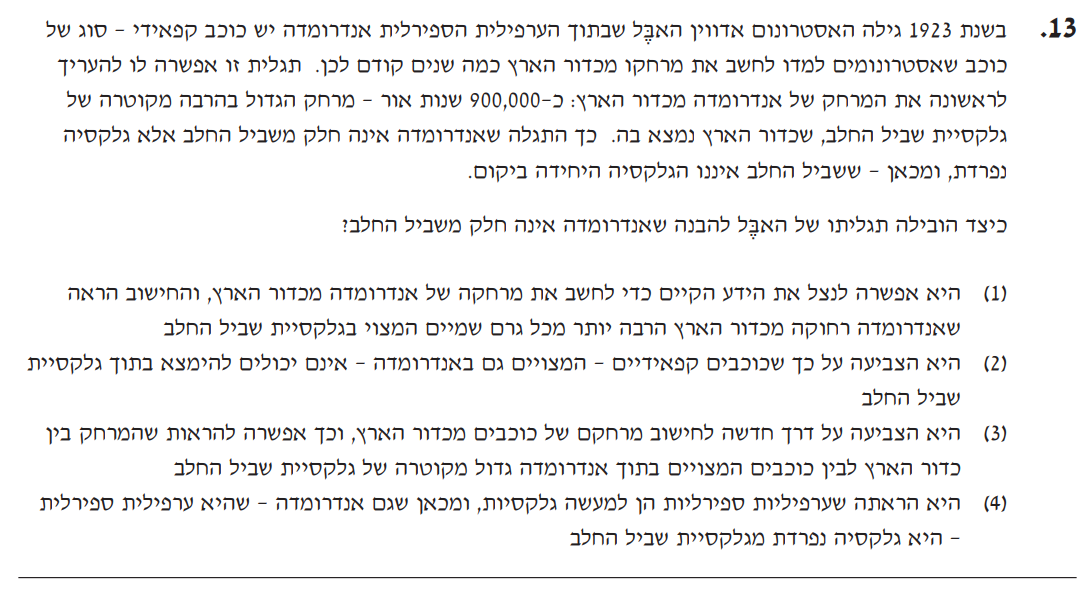 13. בשנת 1923 גילה האסטרונום אדווין האבֶּל שבתוך הערפילית הספירלית אנדרומדה יש כוכב קפאידי – סוג של
כוכב שאסטרונומים למדו לחשב את מרחקו מכדור הארץ כמה שנים קודם לכן. תגלית זו אפשרה לו להעריך
לראשונה את המרחק של אנדרומדה מכדור הארץ: כ–900,000 שנות אור – מרחק הגדול בהרבה מקוטרה של
גלקסיית שביל החלב, שכדור הארץ נמצא בה. כך התגלה שאנדרומדה אינה חלק משביל החלב אלא גלקסיה
נפרדת, ומכאן – ששביל החלב איננו הגלקסיה היחידה ביקום.
כיצד הובילה תגליתו של האבֶּל להבנה שאנדרומדה אינה חלק משביל החלב?
(1) היא אפשרה לנצל את הידע הקיים כדי לחשב את מרחקה של אנדרומדה מכדור הארץ, והחישוב הראה
שאנדרומדה רחוקה מכדור הארץ הרבה יותר מכל גרם שמיים המצוי בגלקסיית שביל החלב
(2) היא הצביעה על כך שכוכבים קפאידיים – המצויים גם באנדרומדה – אינם יכולים להימצא בתוך גלקסיית
שביל החלב
(3) היא הצביעה על דרך חדשה לחישוב מרחקם של כוכבים מכדור הארץ, וכך אפשרה להראות שהמרחק בין
כדור הארץ לבין כוכבים המצויים בתוך אנדרומדה גדול מקוטרה של גלקסיית שביל החלב
(4) היא הראתה שערפיליות ספירליות הן למעשה גלקסיות, ומכאן שגם אנדרומדה – שהיא ערפילית ספירלית
– היא גלקסיה נפרדת מגלקסיית שביל החלב